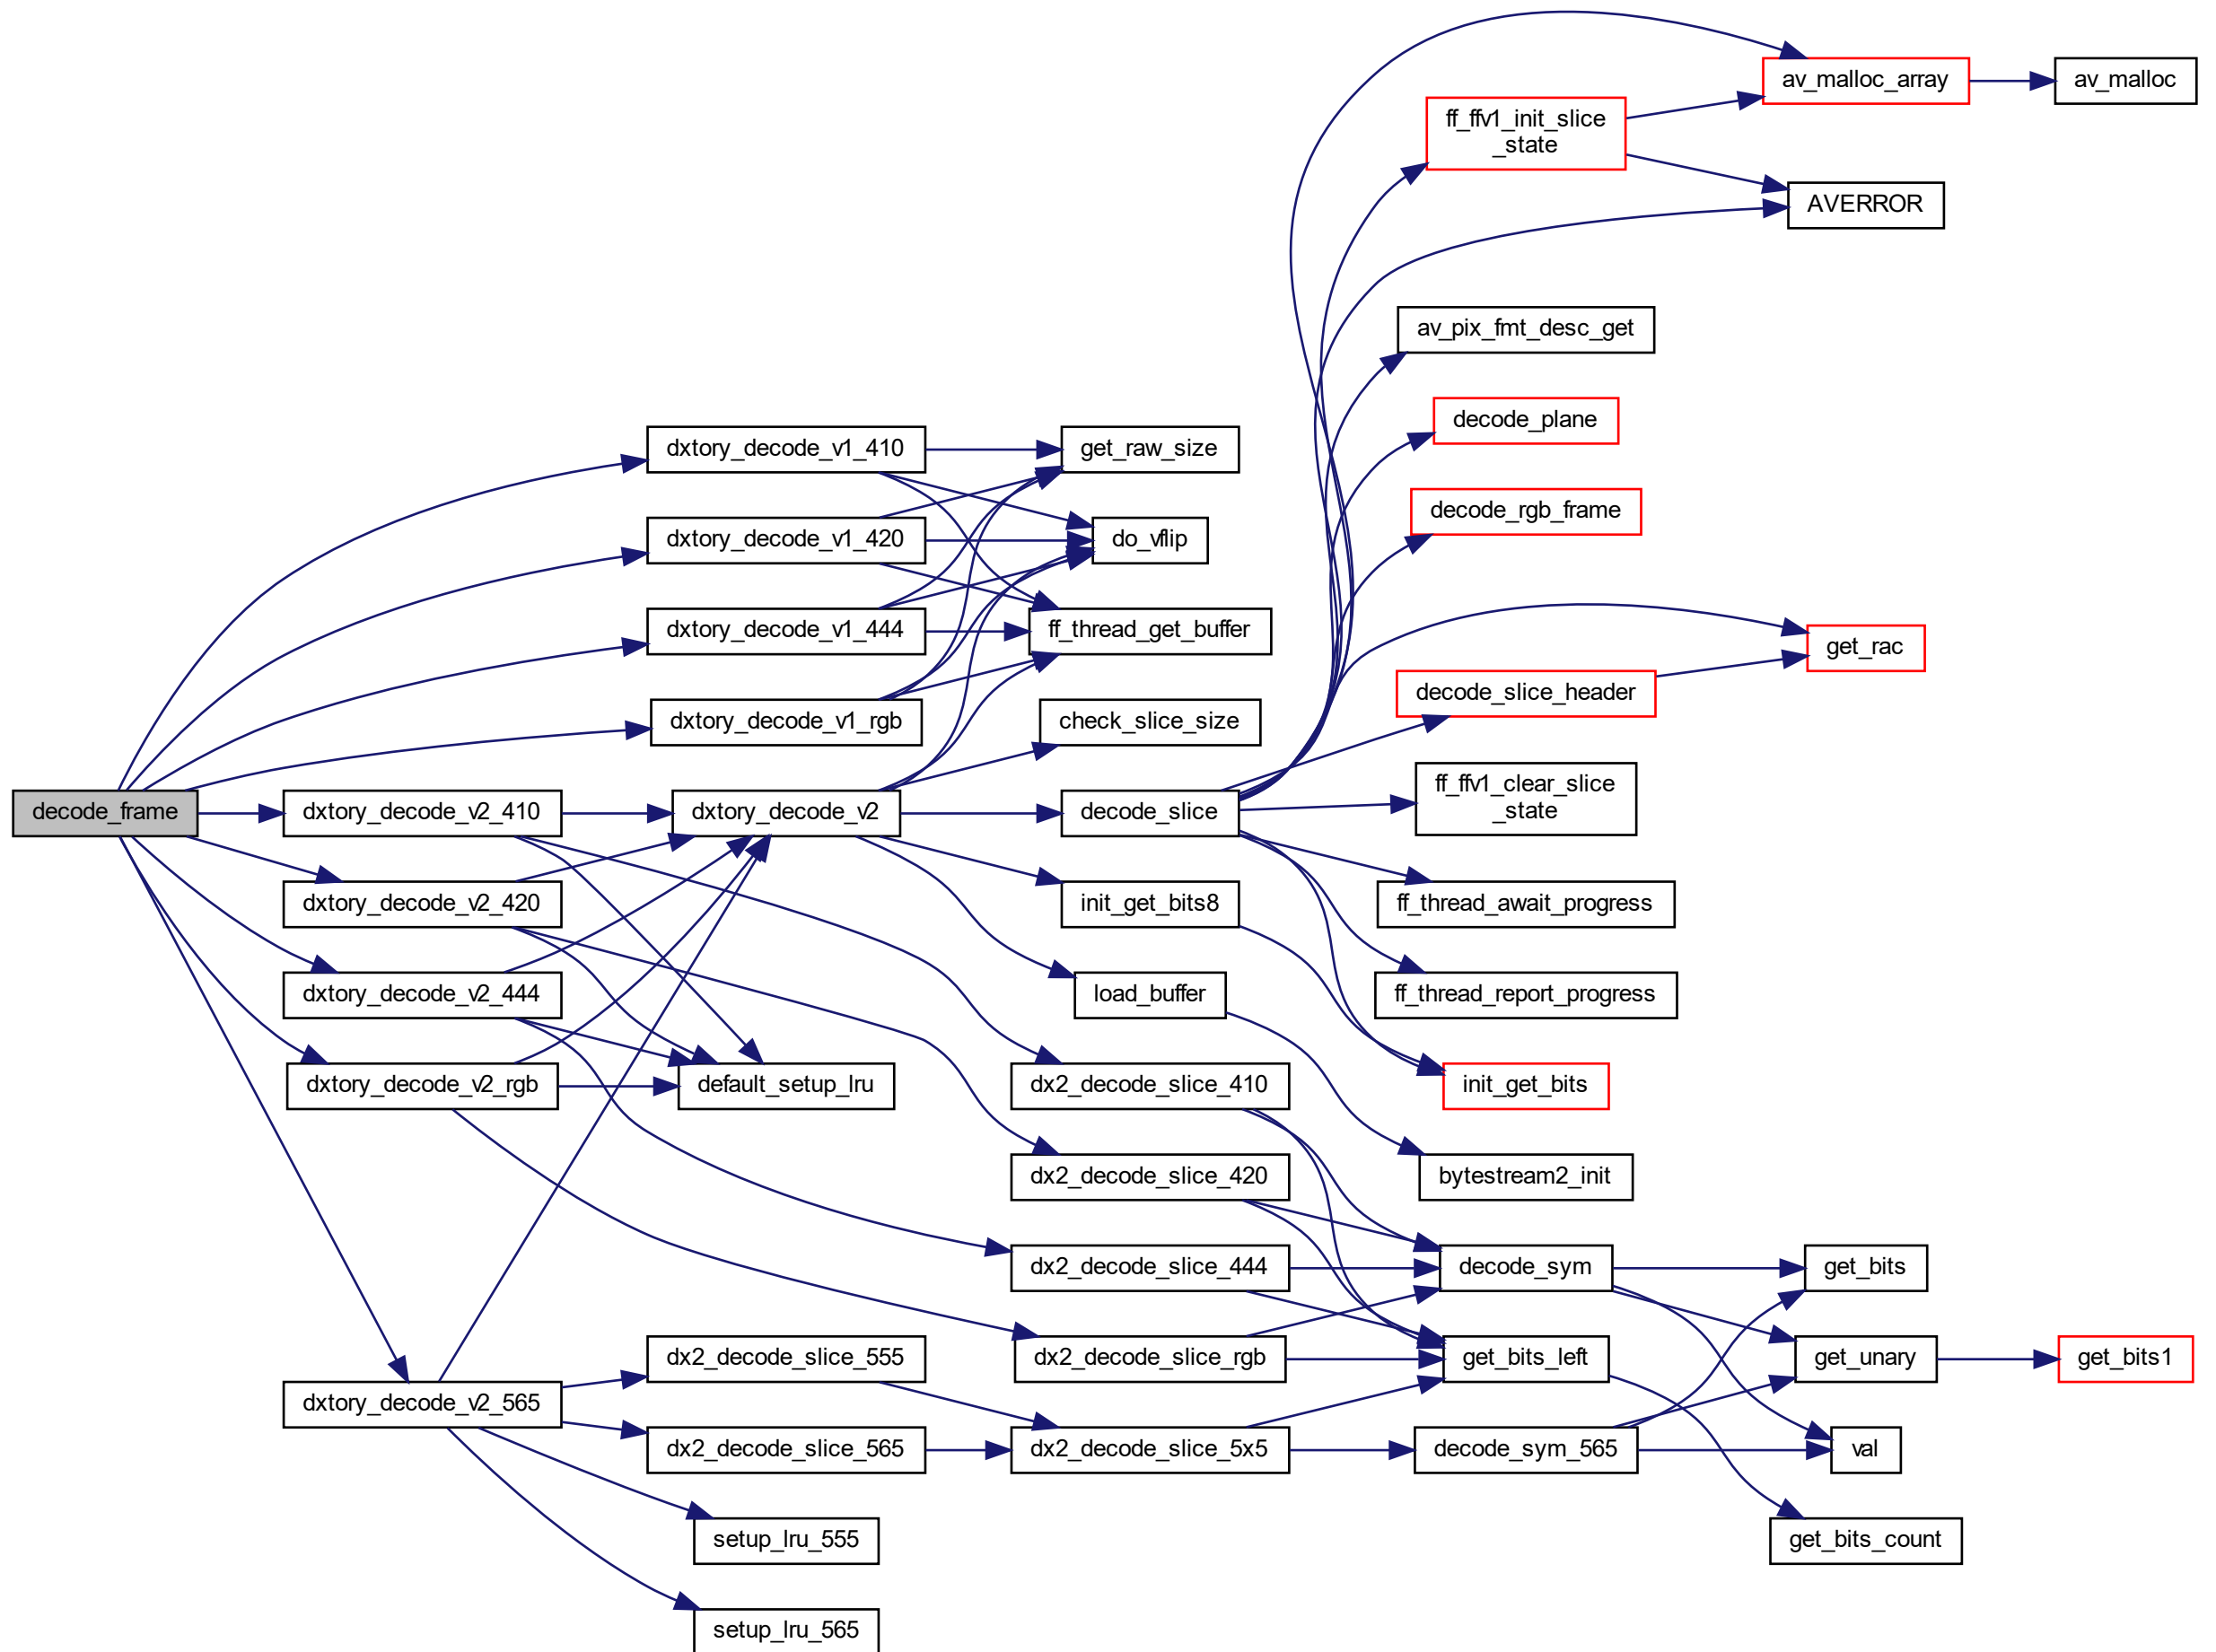 av_malloc_array
av_malloc
ff_ffv1_init_slice
_state
AVERROR
av_pix_fmt_desc_get
decode_plane
dxtory_decode_v1_410
get_raw_size
decode_rgb_frame
dxtory_decode_v1_420
do_vflip
dxtory_decode_v1_444
ff_thread_get_buffer
get_rac
decode_slice_header
dxtory_decode_v1_rgb
check_slice_size
ff_ffv1_clear_slice
_state
decode_frame
dxtory_decode_v2_410
dxtory_decode_v2
decode_slice
dxtory_decode_v2_420
init_get_bits8
ff_thread_await_progress
dxtory_decode_v2_444
load_buffer
ff_thread_report_progress
dxtory_decode_v2_rgb
default_setup_lru
dx2_decode_slice_410
init_get_bits
dx2_decode_slice_420
bytestream2_init
dx2_decode_slice_444
decode_sym
get_bits
dx2_decode_slice_555
dx2_decode_slice_rgb
get_bits_left
get_unary
get_bits1
dxtory_decode_v2_565
dx2_decode_slice_565
dx2_decode_slice_5x5
decode_sym_565
val
setup_lru_555
get_bits_count
setup_lru_565